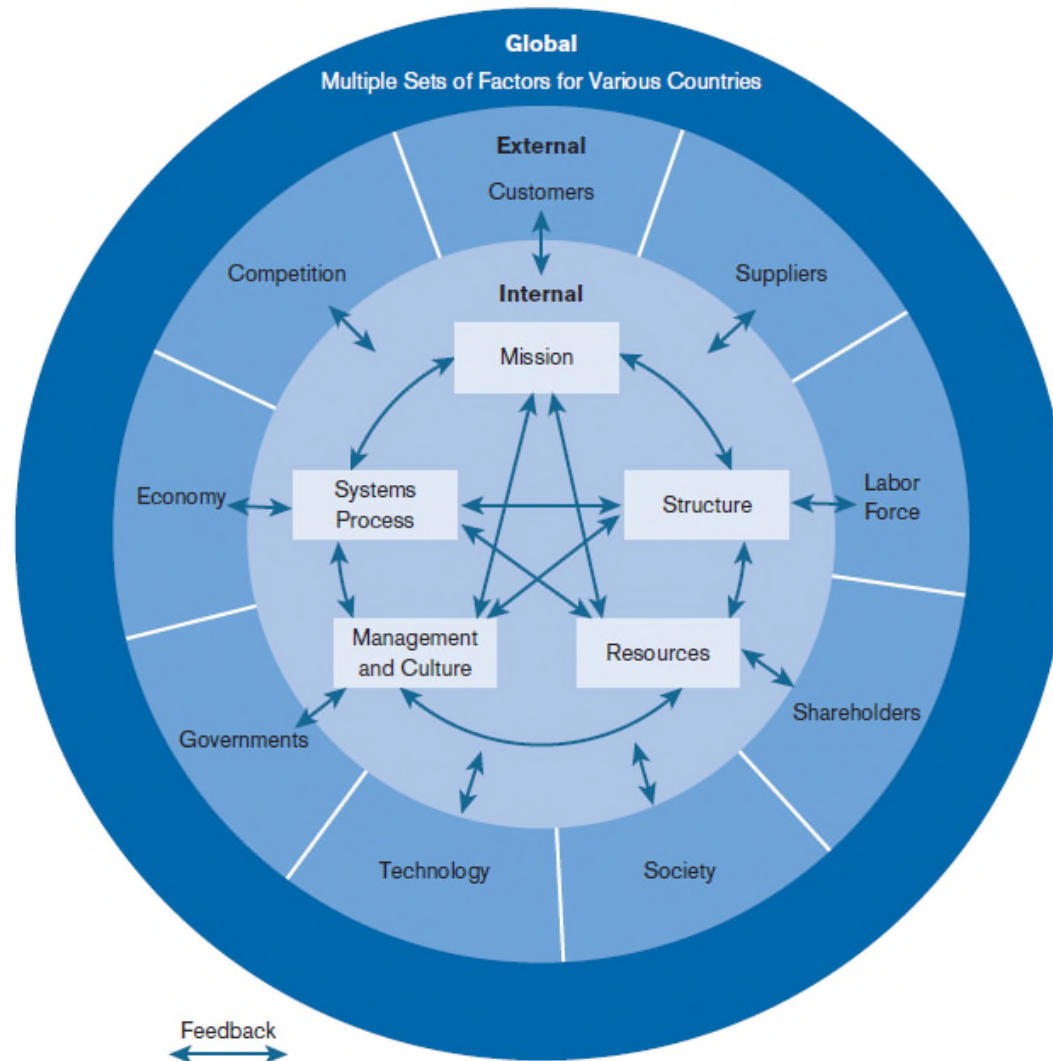 Global
Multiple Sets of Factors for Various Countries
External
Customers
Competition
Suppliers
Internal
Mission
Economy
Systems
Process
Structure
Labor
Force
Management
and Culture
Resources
Governments
Shareholders
Technology
Society
Feedback